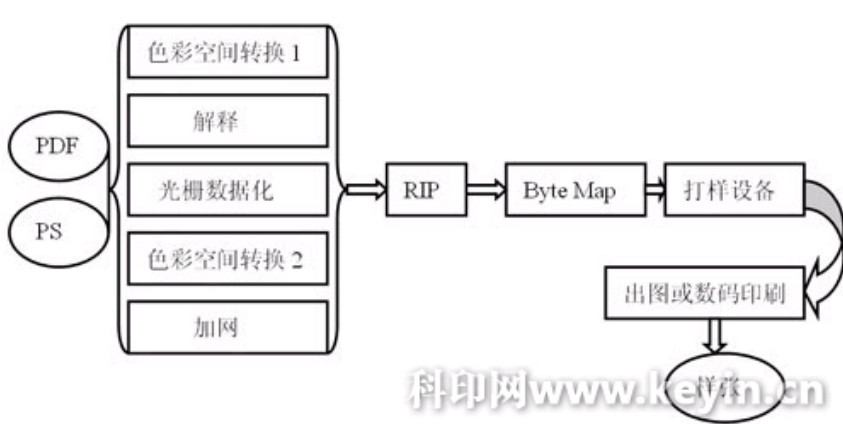 色彩空间转换 1
解释
PDF
光栅数据化
RIP
Byte Map
打样设备
PS
色彩空间转换 2
出图或数码印刷
加网
样张
科印网www.keyin.cn